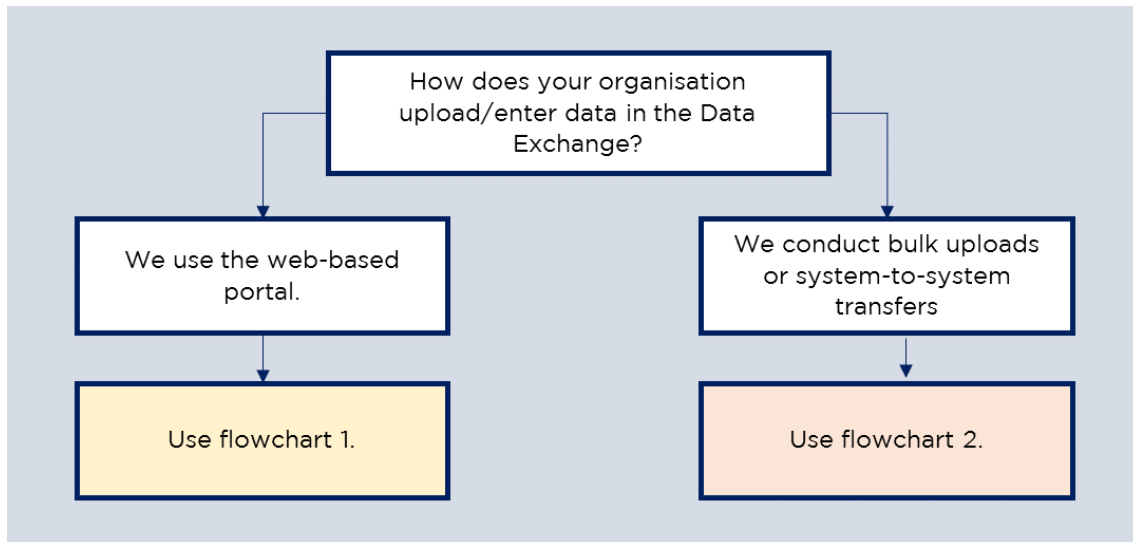 How does your organisation
upload/enter data in the Data
Exchange?
We use the web-based
portal.
We conduct bulk uploads
or system-to-system
transfers
Use flowchart 1.
Use flowchart 2.